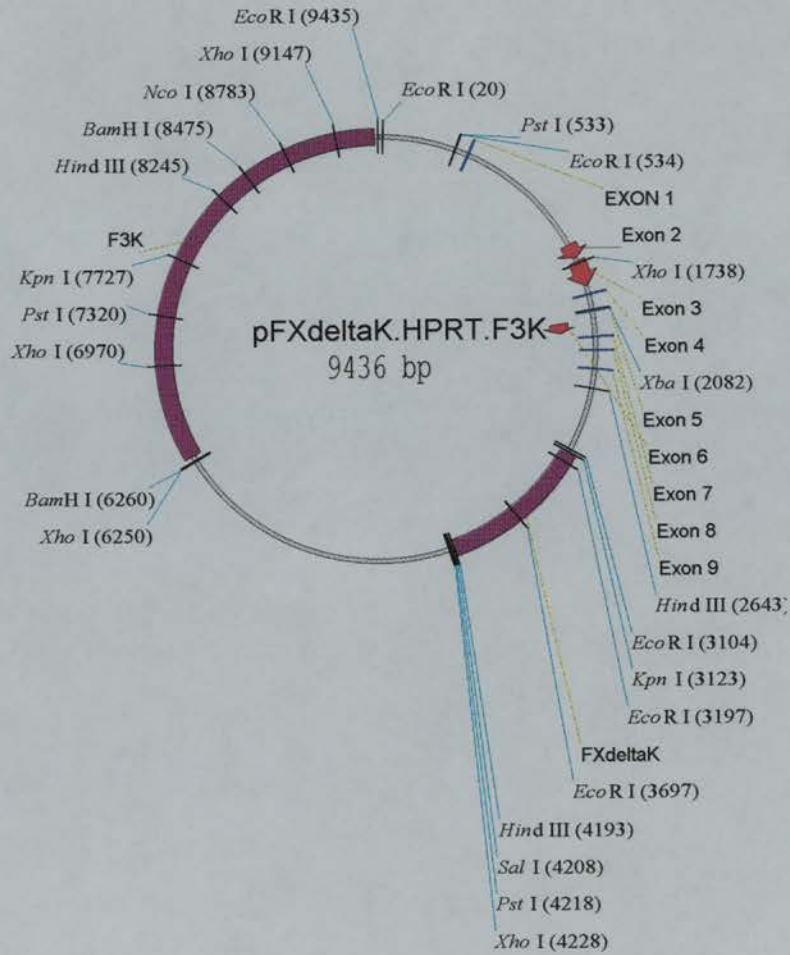 EcoR I (9435)
Xho I (9147)
Nco I (8783)
BamH I (8475)
Hind III (8245)
F3K
Kpn I (7727)
Pst I (7320)
Xho I (6970)
BamH I (6260)
Xho I (6250)
EcoR I (20)
Pst I (533)
EcoR I (534)
EXON 1
Exon 2
Xho I (1738)
Exon 3
Exon 4
Xba I (2082)
Exon 5
Exon 6
Exon 7
Exon 8
Exon 9
Hind III (2643)
EcoR I (3104)
Kpn I (3123)
EcoR I (3197)
FXdeltaK
EcoR I (3697)
Hind III (4193)
Sal I (4208)
Pst I (4218)
Xho I (4228)
pFXdeltaK.HPRT.F3K
9436 bp